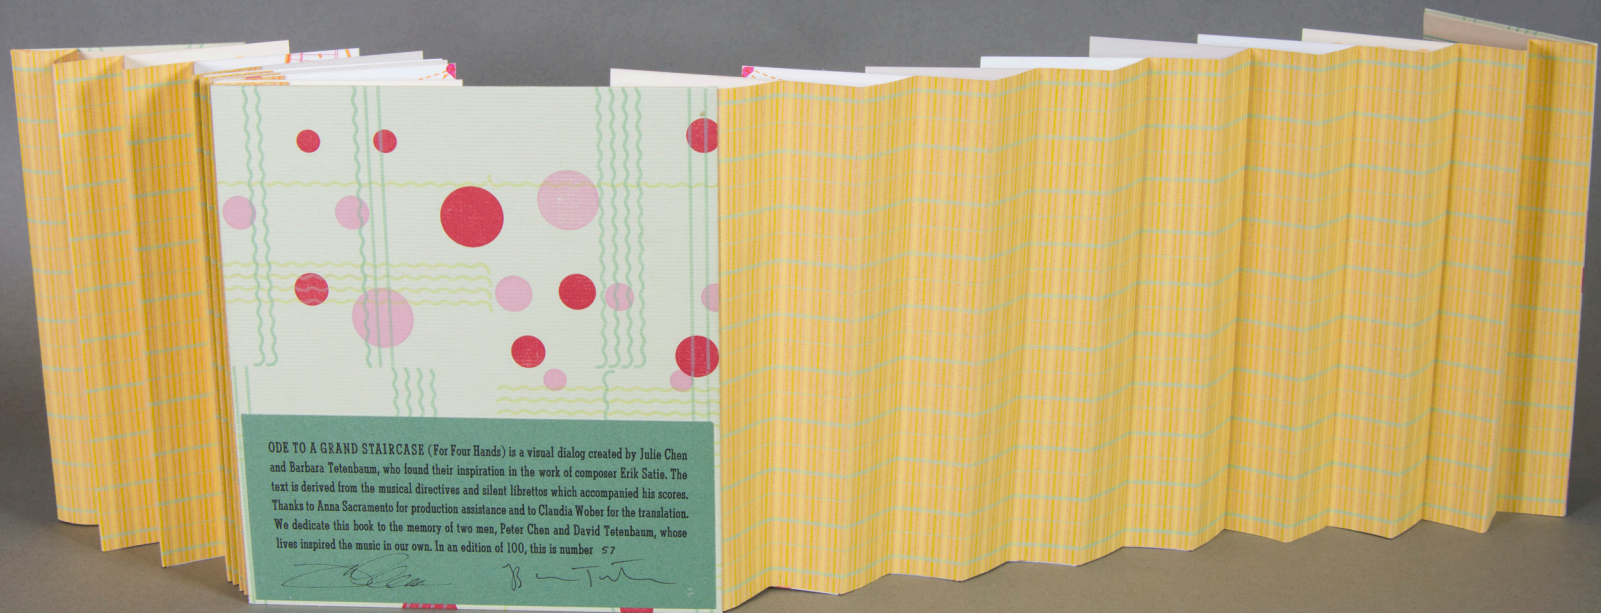 ODE TO A GRAND STAIRCASE (For Four Hands) is a visual dialog created by Julie Chen
and Barbara Tetenbaum, who found their inspiration in the work of composer Erik Satie. The
text is derived from the musical directives and silent librettos which accompanied his scores.
Thanks to Anna Sacramento for production assistance and to Claudia Wober for the translation.
We dedicate this book to the memory of two men, Peter Chen and David Tetenbaum, whose
lives inspired the music in our own. In an edition of 100, this is number 57